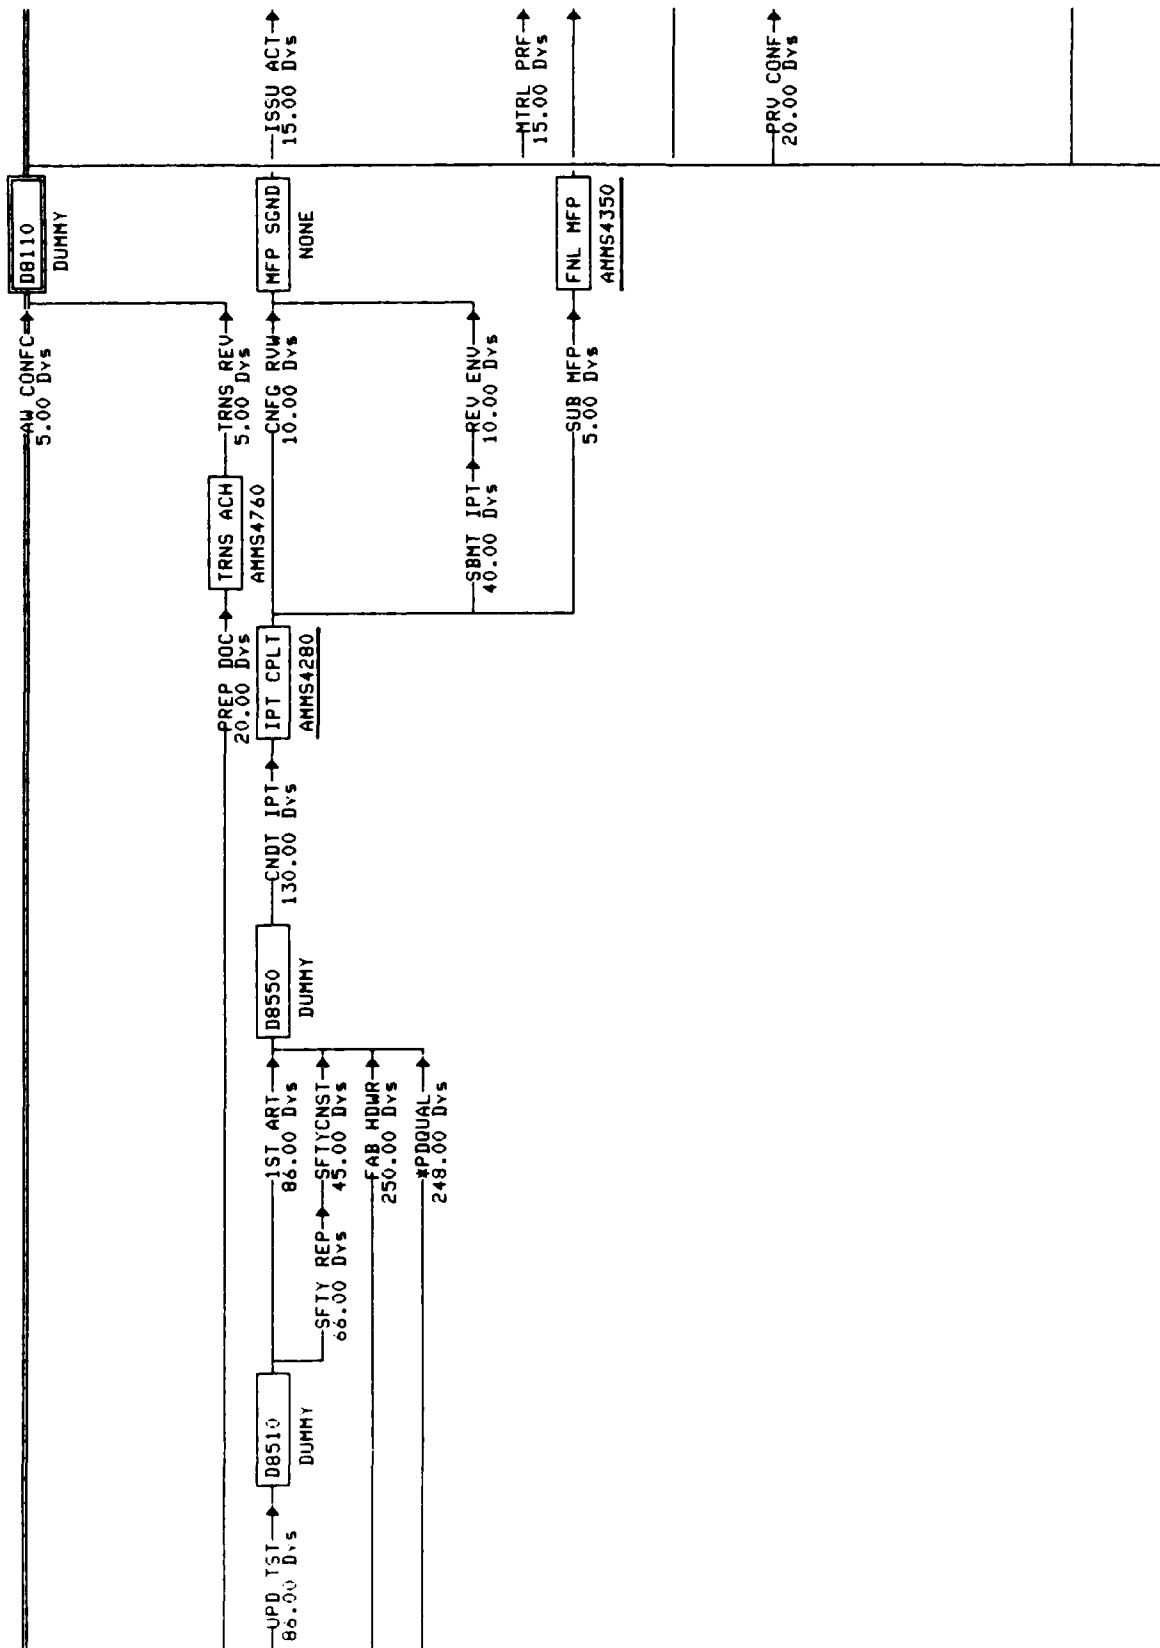 AW CONFC
5.00 Dys
D8110
DUMMY
PREP DOC
20.00 Dys
TRNS ACH
AMMS4760
TRNS REV
5.00 Dys
UPD TST
86.00 Dys
D8510
DUMMY
1ST ART
86.00 Dys
SFTY REP
66.00 Dys
SFTYCNST
45.00 Dys
FAB HDWR
250.00 Dys
*PDQUAL
248.00 Dys
D8550
DUMMY
CNDT IPT
130.00 Dys
IPT CPLT
AMMS4280
CNFG RVW
10.00 Dys
MFP SGND
NONE
ISSU ACT
15.00 Dys
SBMT IPT
40.00 Dys
REV ENV
10.00 Dys
SUB MFP
5.00 Dys
FNL MFP
AMMS4350
MTRL PRF
15.00 Dys
PRV CONF
20.00 Dys